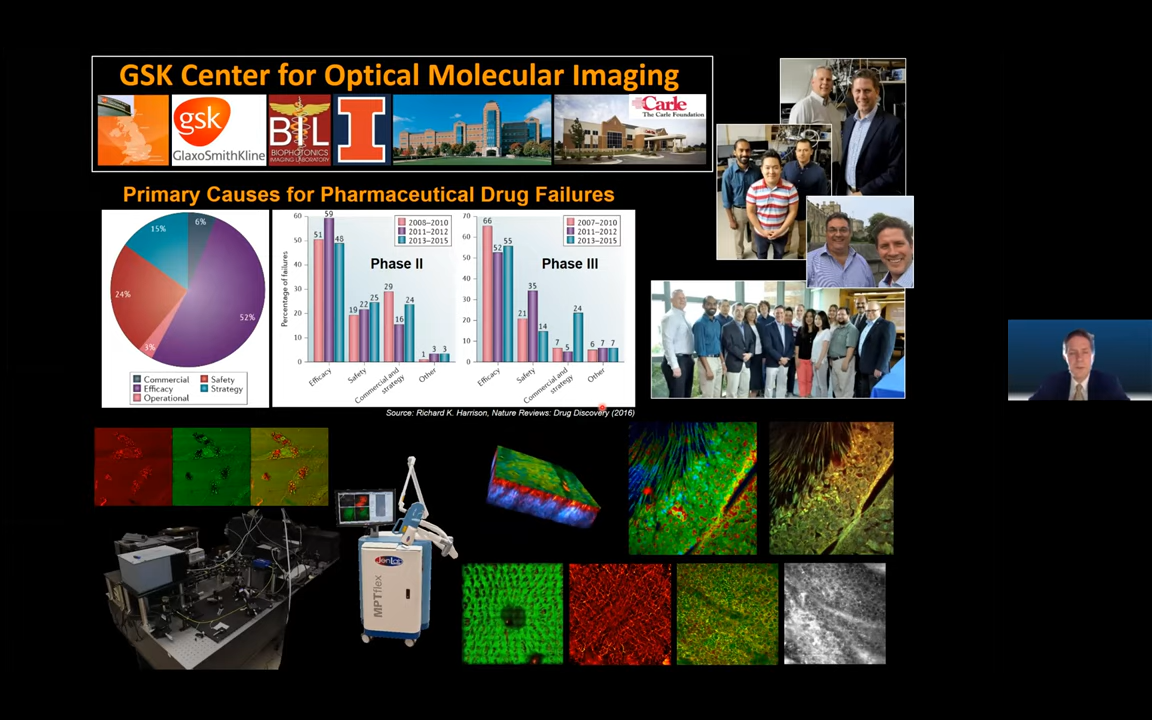 GSK Center for Optical Molecular Imaging
gsk
GlaxoSmithKline
BIL
BIOPHOTONICS
IMAGING LABORATORY
I
Carle
The Carle Foundation
Primary Causes for Pharmaceutical Drug Failures
6%
15%
24%
52%
3%
Commercial
Safety
Efficacy
Strategy
Operational
Percentage of failures
60
50
40
30
20
10
0
Phase II
2008–2010
2011–2012
2013–2015
51
59
48
19
22
25
29
16
24
1
3
3
Efficacy
Safety
Commercial and
strategy
Other
70
60
50
40
30
20
10
0
Phase III
2007–2010
2011–2012
2013–2015
66
52
55
21
35
14
7
5
24
6
7
7
Efficacy
Safety
Commercial and
strategy
Other
Source: Richard K. Harrison, Nature Reviews: Drug Discovery (2016)
JenLab
MPTflex